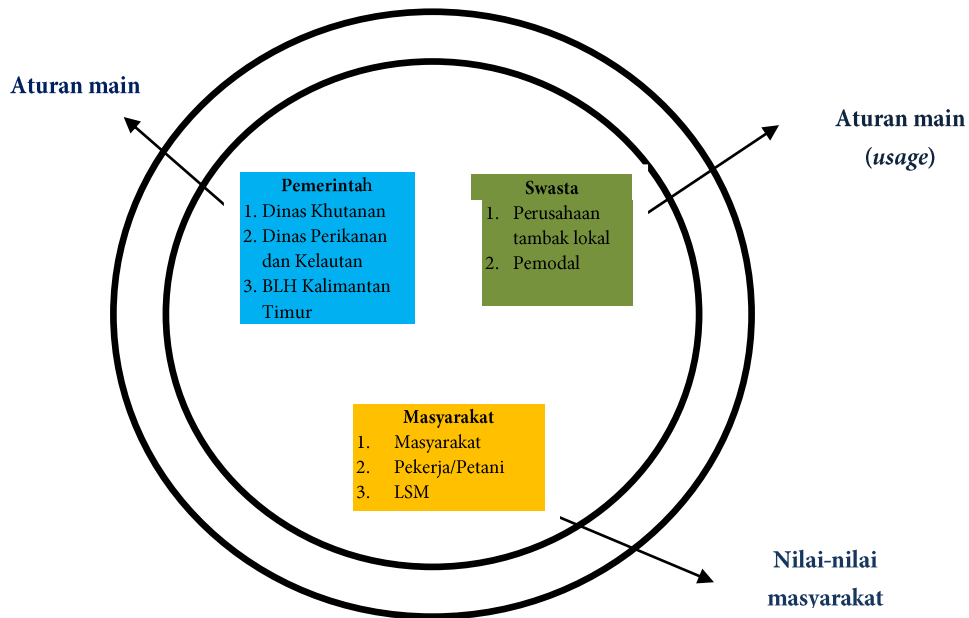 Aturan main
Aturan main
(usage)
Pemerintah
1. Dinas Khutanan
2. Dinas Perikanan
dan Kelautan
3. BLH Kalimantan
Timur
Swasta
1. Perusahaan
tambak lokal
2. Pemodal
Masyarakat
1. Masyarakat
2. Pekerja/Petani
3. LSM
Nilai-nilai
masyarakat